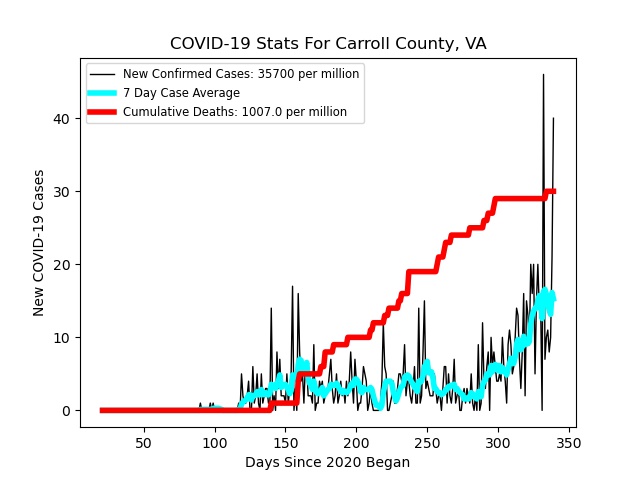 COVID-19 Stats For Carroll County, VA
New Confirmed Cases: 35700 per million
7 Day Case Average
Cumulative Deaths: 1007.0 per million
New COVID-19 Cases
40
30
20
10
0
50 100 150 200 250 300 350
Days Since 2020 Began